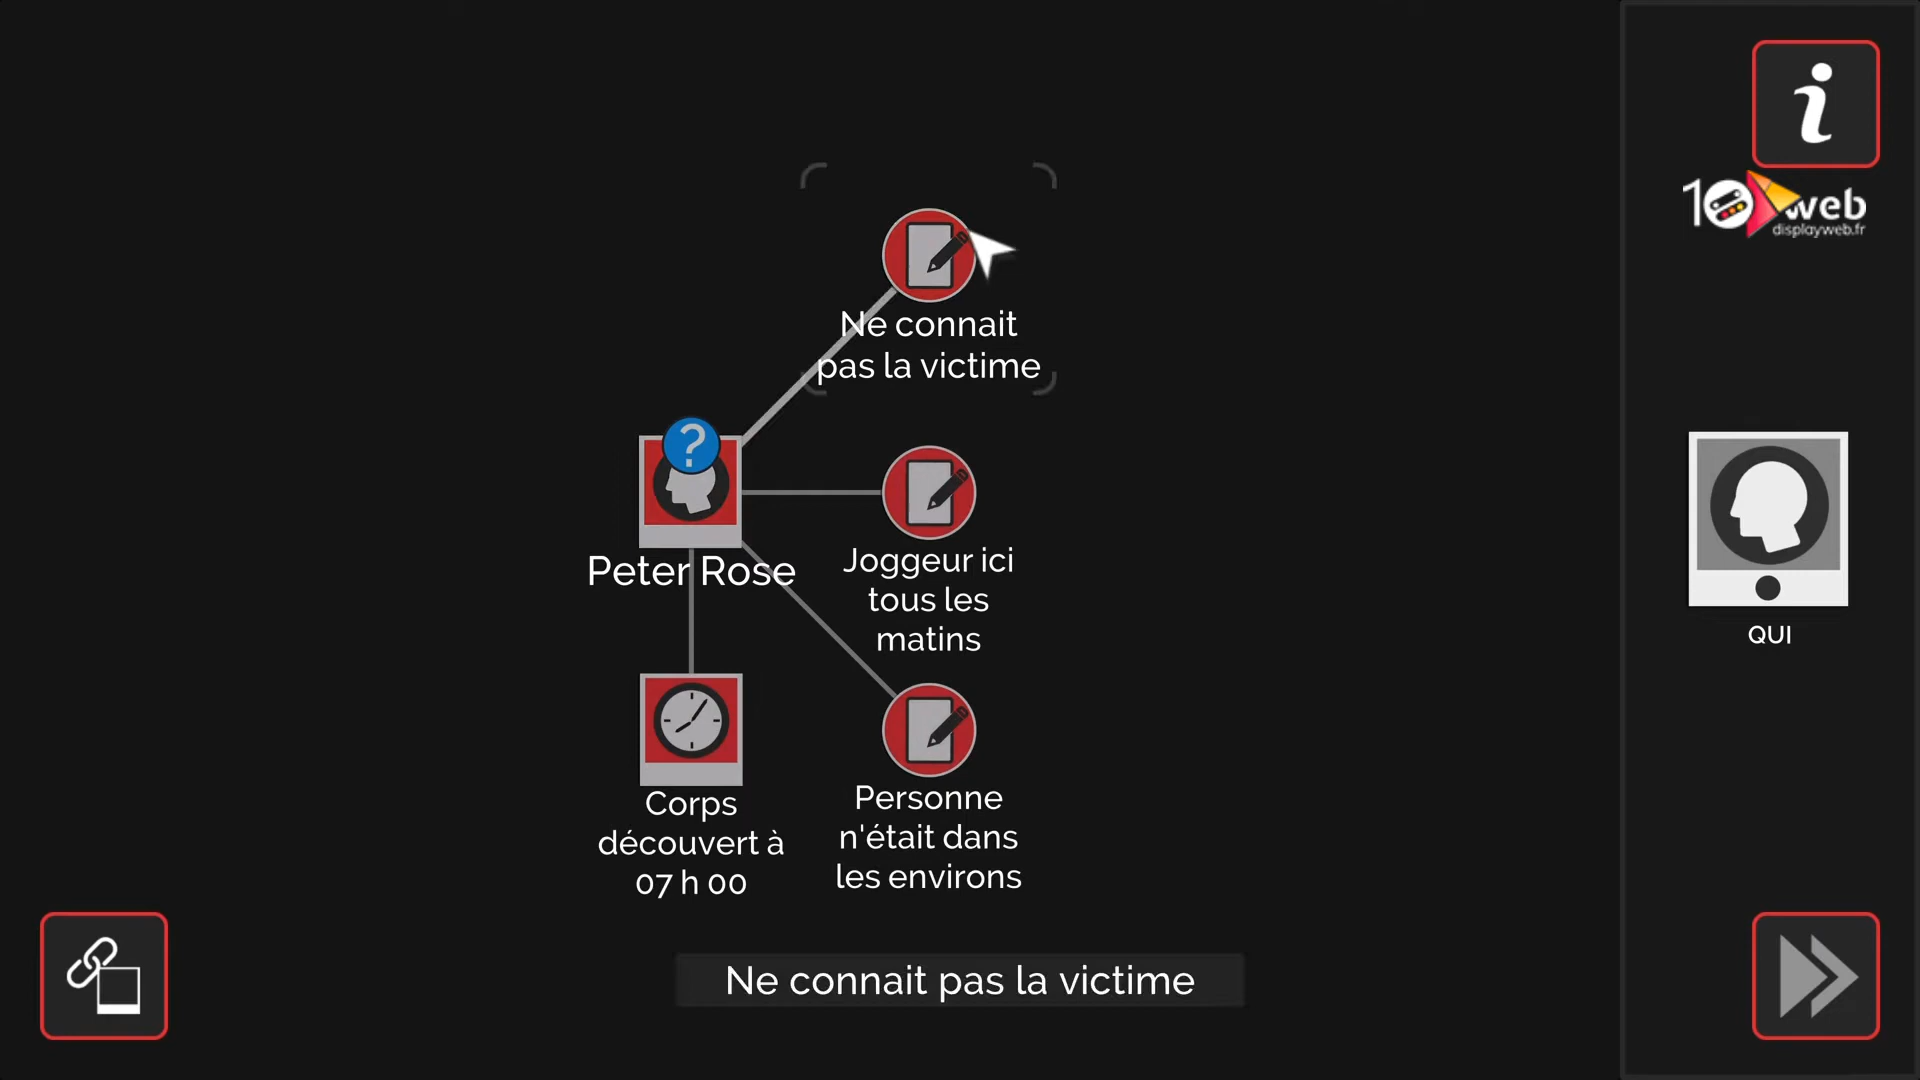 10 web
displayweb.fr
Ne connait
pas la victime
?
Peter Rose
Joggeur ici
tous les
matins
Corps
découvert à
07 h 00
Personne
n'était dans
les environs
QUI
Ne connait pas la victime
i